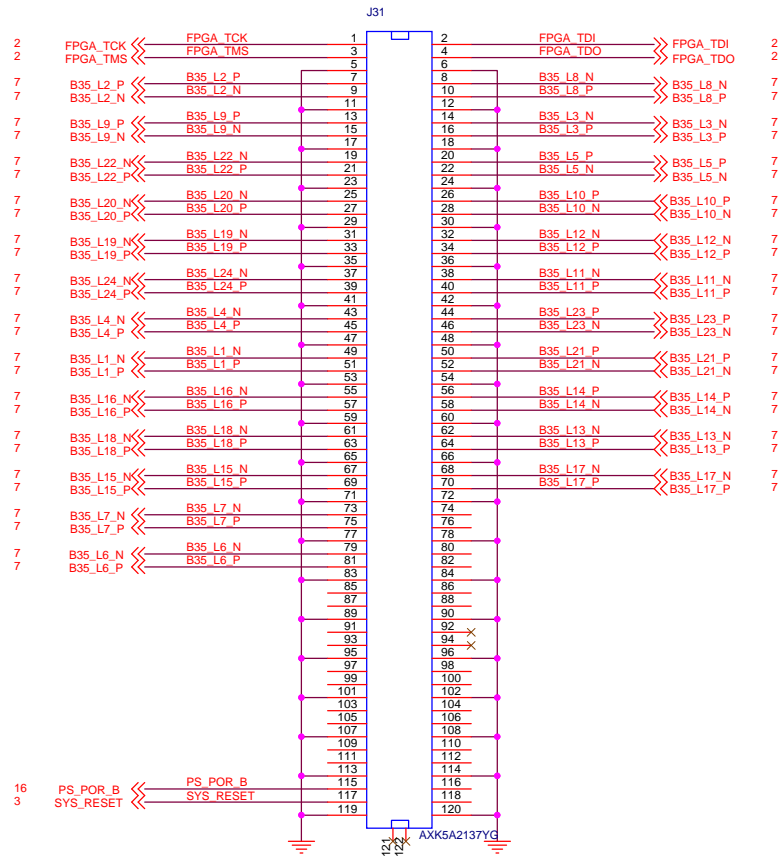 J31
2 FPGA_TCK FPGA_TCK 1 2 FPGA_TDI FPGA_TDI 2
2 FPGA_TMS FPGA_TMS 3 4 FPGA_TDO FPGA_TDO 2
5 6
7 B35_L2_P B35_L2_P 7 8 B35_L8_N B35_L8_N 7
7 B35_L2_N B35_L2_N 9 10 B35_L8_P B35_L8_P 7
11 12
7 B35_L9_P B35_L9_P 13 14 B35_L3_N B35_L3_N 7
7 B35_L9_N B35_L9_N 15 16 B35_L3_P B35_L3_P 7
17 18
7 B35_L22_N B35_L22_N 19 20 B35_L5_P B35_L5_P 7
7 B35_L22_P B35_L22_P 21 22 B35_L5_N B35_L5_N 7
23 24
7 B35_L20_N B35_L20_N 25 26 B35_L10_P B35_L10_P 7
7 B35_L20_P B35_L20_P 27 28 B35_L10_N B35_L10_N 7
29 30
7 B35_L19_N B35_L19_N 31 32 B35_L12_N B35_L12_N 7
7 B35_L19_P B35_L19_P 33 34 B35_L12_P B35_L12_P 7
35 36
7 B35_L24_N B35_L24_N 37 38 B35_L11_N B35_L11_N 7
7 B35_L24_P B35_L24_P 39 40 B35_L11_P B35_L11_P 7
41 42
7 B35_L4_N B35_L4_N 43 44 B35_L23_P B35_L23_P 7
7 B35_L4_P B35_L4_P 45 46 B35_L23_N B35_L23_N 7
47 48
7 B35_L1_N B35_L1_N 49 50 B35_L21_P B35_L21_P 7
7 B35_L1_P B35_L1_P 51 52 B35_L21_N B35_L21_N 7
53 54
7 B35_L16_N B35_L16_N 55 56 B35_L14_P B35_L14_P 7
7 B35_L16_P B35_L16_P 57 58 B35_L14_N B35_L14_N 7
59 60
7 B35_L18_N B35_L18_N 61 62 B35_L13_N B35_L13_N 7
7 B35_L18_P B35_L18_P 63 64 B35_L13_P B35_L13_P 7
65 66
7 B35_L15_N B35_L15_N 67 68 B35_L17_N B35_L17_N 7
7 B35_L15_P B35_L15_P 69 70 B35_L17_P B35_L17_P 7
71 72
7 B35_L7_N B35_L7_N 73 74
7 B35_L7_P B35_L7_P 75 76
77 78
7 B35_L6_N B35_L6_N 79 80
7 B35_L6_P B35_L6_P 81 82
83 84
85 86
87 88
89 90
91 92
93 94
95 96
97 98
99 100
101 102
103 104
105 106
107 108
109 110
111 112
113 114
16 PS_POR_B PS_POR_B 115 116
3 SYS_RESET SYS_RESET 117 118
119 120
AXK5A2137YG
121
122